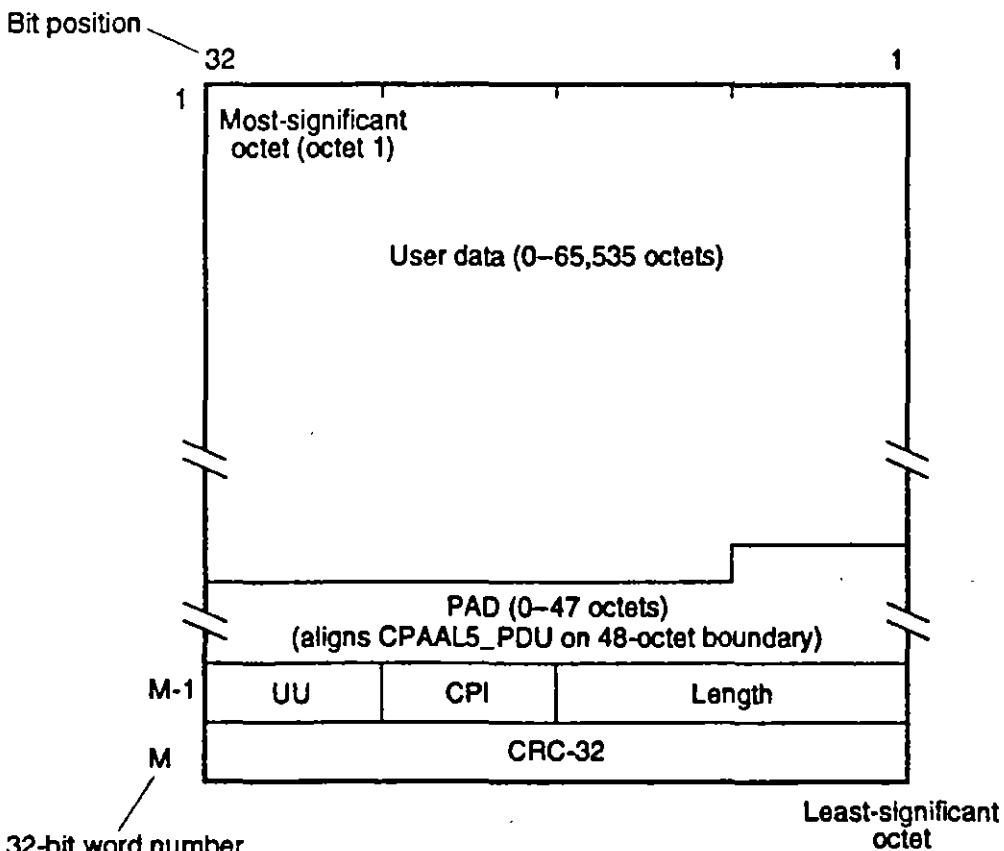 Bit position
32 1
1
Most-significant
octet (octet 1)
User data (0–65,535 octets)
PAD (0–47 octets)
(aligns CPAAL5_PDU on 48-octet boundary)
M-1 UU CPI Length
M CRC-32
Least-significant
octet
32-bit word number